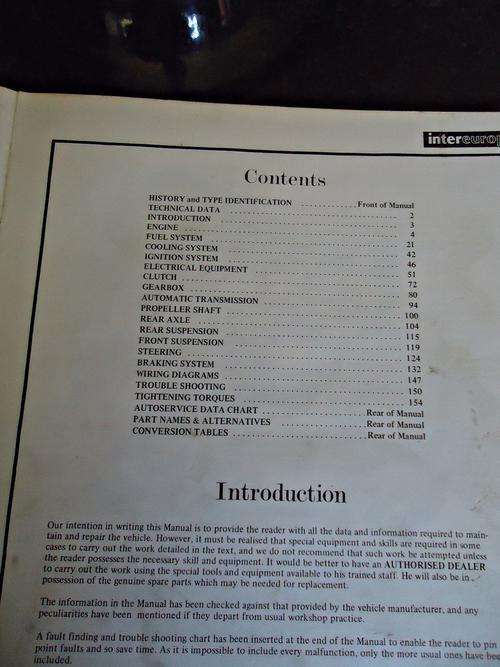 intereurop
Contents
HISTORY and TYPE IDENTIFICATION ............ Front of Manual
TECHNICAL DATA ............ 2
INTRODUCTION ............ 3
ENGINE ............ 4
FUEL SYSTEM ............ 21
COOLING SYSTEM ............ 42
IGNITION SYSTEM ............ 46
ELECTRICAL EQUIPMENT ............ 51
CLUTCH ............ 72
GEARBOX ............ 80
AUTOMATIC TRANSMISSION ............ 94
PROPELLER SHAFT ............ 100
REAR AXLE ............ 104
REAR SUSPENSION ............ 115
FRONT SUSPENSION ............ 119
STEERING ............ 124
BRAKING SYSTEM ............ 132
WIRING DIAGRAMS ............ 147
TROUBLE SHOOTING ............ 150
TIGHTENING TORQUES ............ 154
AUTOSERVICE DATA CHART ............ Rear of Manual
PART NAMES & ALTERNATIVES ............ Rear of Manual
CONVERSION TABLES ............ Rear of Manual
Introduction
Our intention in writing this Manual is to provide the reader with all the data and information required to main-
tain and repair the vehicle. However, it must be realised that special equipment and skills are required in some
cases to carry out the work detailed in the text, and we do not recommend that such work be attempted unless
the reader possesses the necessary skill and equipment. It would be better to have an AUTHORISED DEALER
to carry out the work using the special tools and equipment available to his trained staff. He will also be in
possession of the genuine spare parts which may be needed for replacement.
The information in the Manual has been checked against that provided by the vehicle manufacturer, and any
peculiarities have been mentioned if they depart from usual workshop practice.
A fault finding and trouble shooting chart has been inserted at the end of the Manual to enable the reader to pin
point faults and so save time. As it is impossible to include every malfunction, only the more usual ones have been
included.